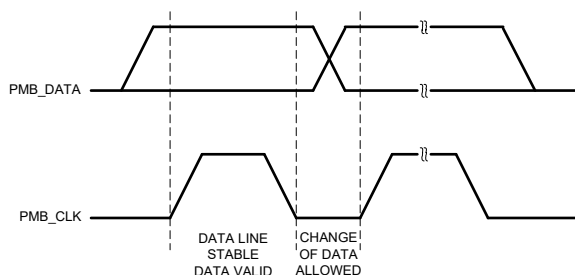 PMB_DATA
PMB_CLK
DATA LINE
STABLE
DATA VALID
CHANGE
OF DATA
ALLOWED